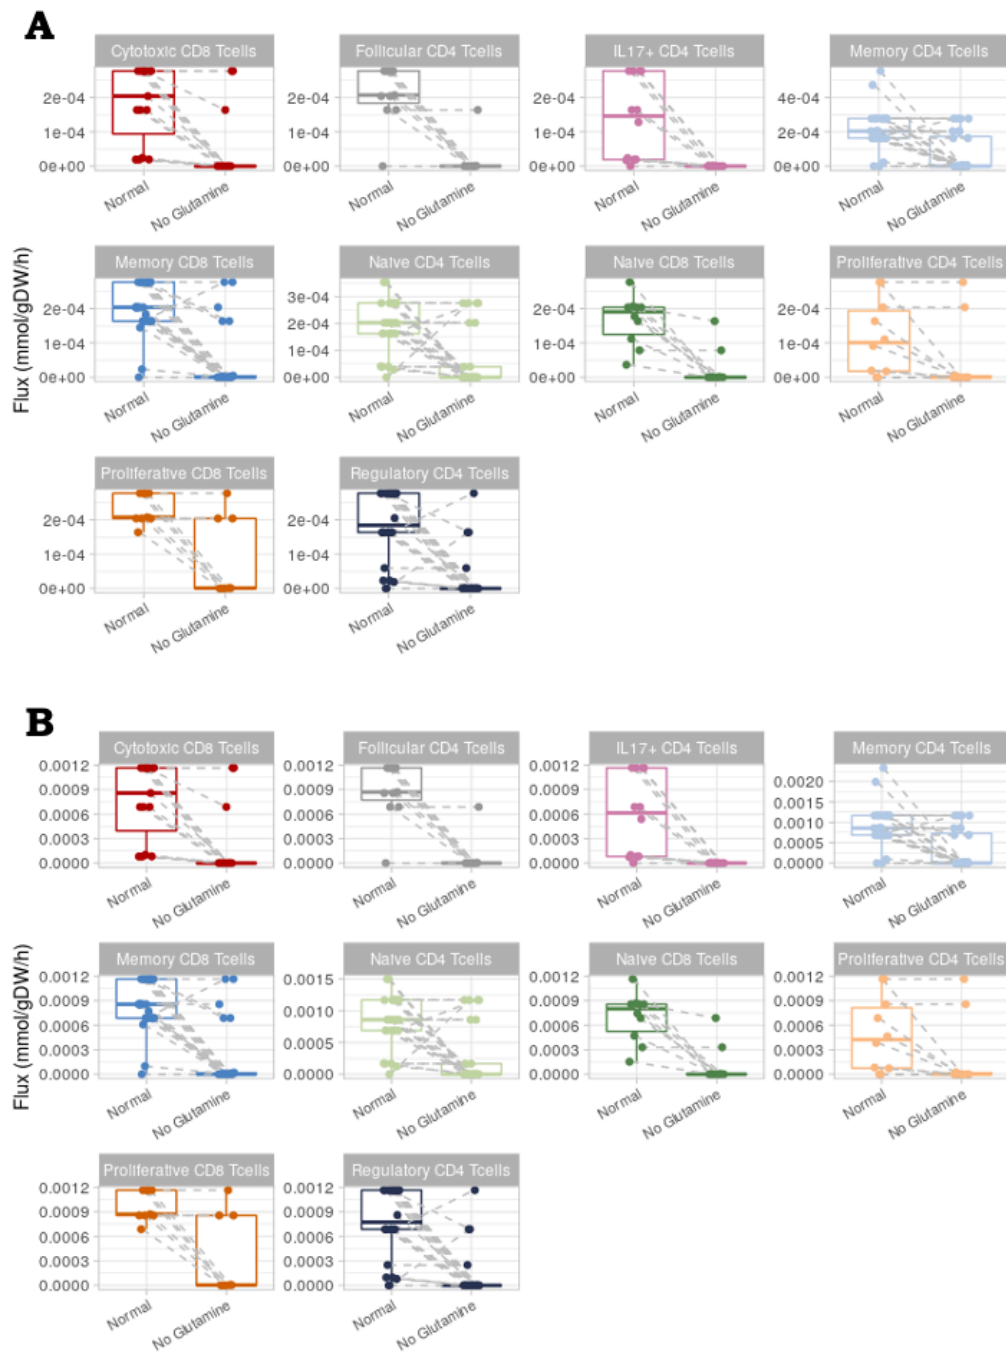 A
Cytotoxic CD8 Tcells Follicular CD4 Tcells IL17+ CD4 Tcells Memory CD4 Tcells
2e-04 2e-04 2e-04 4e-04
1e-04 1e-04 1e-04 2e-04
0e+00 0e+00 0e+00 0e+00
Normal No Glutamine Normal No Glutamine Normal No Glutamine Normal No Glutamine
Flux (mmol/gDW/h)
Memory CD8 Tcells Naive CD4 Tcells Naive CD8 Tcells Proliferative CD4 Tcells
3e-04
2e-04 2e-04 2e-04 2e-04
1e-04 1e-04 1e-04 1e-04
0e+00 0e+00 0e+00 0e+00
Normal No Glutamine Normal No Glutamine Normal No Glutamine Normal No Glutamine
Proliferative CD8 Tcells Regulatory CD4 Tcells
2e-04 2e-04
1e-04 1e-04
0e+00 0e+00
Normal No Glutamine Normal No Glutamine
B
Cytotoxic CD8 Tcells Follicular CD4 Tcells IL17+ CD4 Tcells Memory CD4 Tcells
0.0012 0.0012 0.0012 0.0020
0.0009 0.0009 0.0009 0.0015
0.0006 0.0006 0.0006 0.0010
0.0003 0.0003 0.0003 0.0005
0.0000 0.0000 0.0000 0.0000
Normal No Glutamine Normal No Glutamine Normal No Glutamine Normal No Glutamine
Flux (mmol/gDW/h)
Memory CD8 Tcells Naive CD4 Tcells Naive CD8 Tcells Proliferative CD4 Tcells
0.0012 0.0015 0.0012 0.0012
0.0009 0.0010 0.0009 0.0009
0.0006 0.0005 0.0006 0.0006
0.0003 0.0003 0.0003
0.0000 0.0000 0.0000 0.0000
Normal No Glutamine Normal No Glutamine Normal No Glutamine Normal No Glutamine
Proliferative CD8 Tcells Regulatory CD4 Tcells
0.0012 0.0012
0.0009 0.0009
0.0006 0.0006
0.0003 0.0003
0.0000 0.0000
Normal No Glutamine Normal No Glutamine